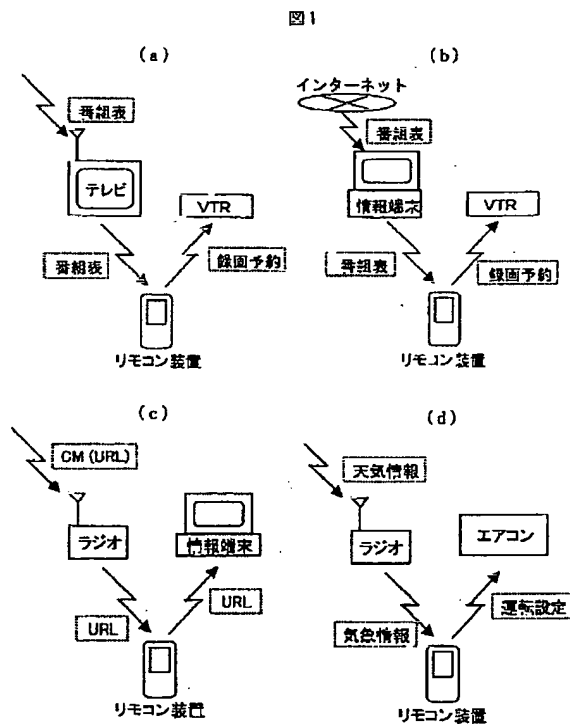 図1
(a)
番組表
テレビ
VTR
番組表
録画予約
リモコン装置
(b)
インターネット
番組表
情報端末
VTR
番組表
録画予約
リモコン装置
(c)
CM(URL)
ラジオ
情報端末
URL
URL
リモコン装置
(d)
天気情報
ラジオ
エアコン
気色情報
運転設定
リモコン装置